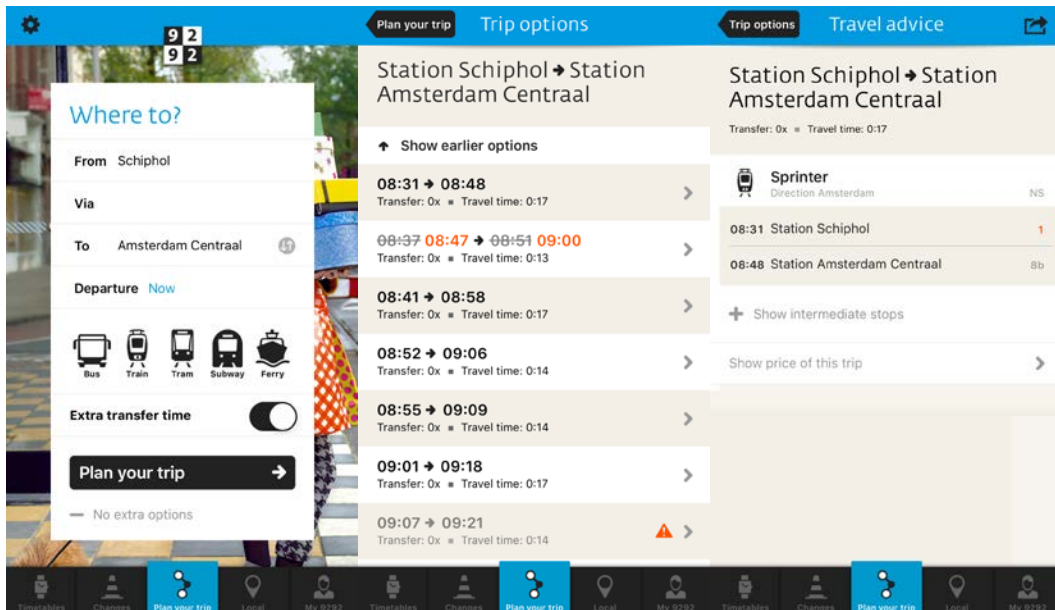 92
92
Where to?
From Schiphol
Via
To Amsterdam Centraal
Departure Now
Bus Train Tram Subway Ferry
Extra transfer time
Plan your trip
No extra options
Timetables Changes Plan your trip Local My 9292
Plan your trip Trip options
Station Schiphol → Station
Amsterdam Centraal
Show earlier options
08:31 → 08:48
Transfer: 0x ■ Travel time: 0:17
08:37 08:47 → 08:51 09:00
Transfer: 0x ■ Travel time: 0:13
08:41 → 08:58
Transfer: 0x ■ Travel time: 0:17
08:52 → 09:06
Transfer: 0x ■ Travel time: 0:14
08:55 → 09:09
Transfer: 0x ■ Travel time: 0:14
09:01 → 09:18
Transfer: 0x ■ Travel time: 0:17
09:07 → 09:21
Transfer: 0x ■ Travel time: 0:14
Timetables Changes Plan your trip Local My 9292
Trip options Travel advice
Station Schiphol → Station
Amsterdam Centraal
Transfer: 0x ■ Travel time: 0:17
Sprinter
Direction Amsterdam NS
08:31 Station Schiphol 1
08:48 Station Amsterdam Centraal 8b
Show intermediate stops
Show price of this trip
Timetables Changes Plan your trip Local My 9292